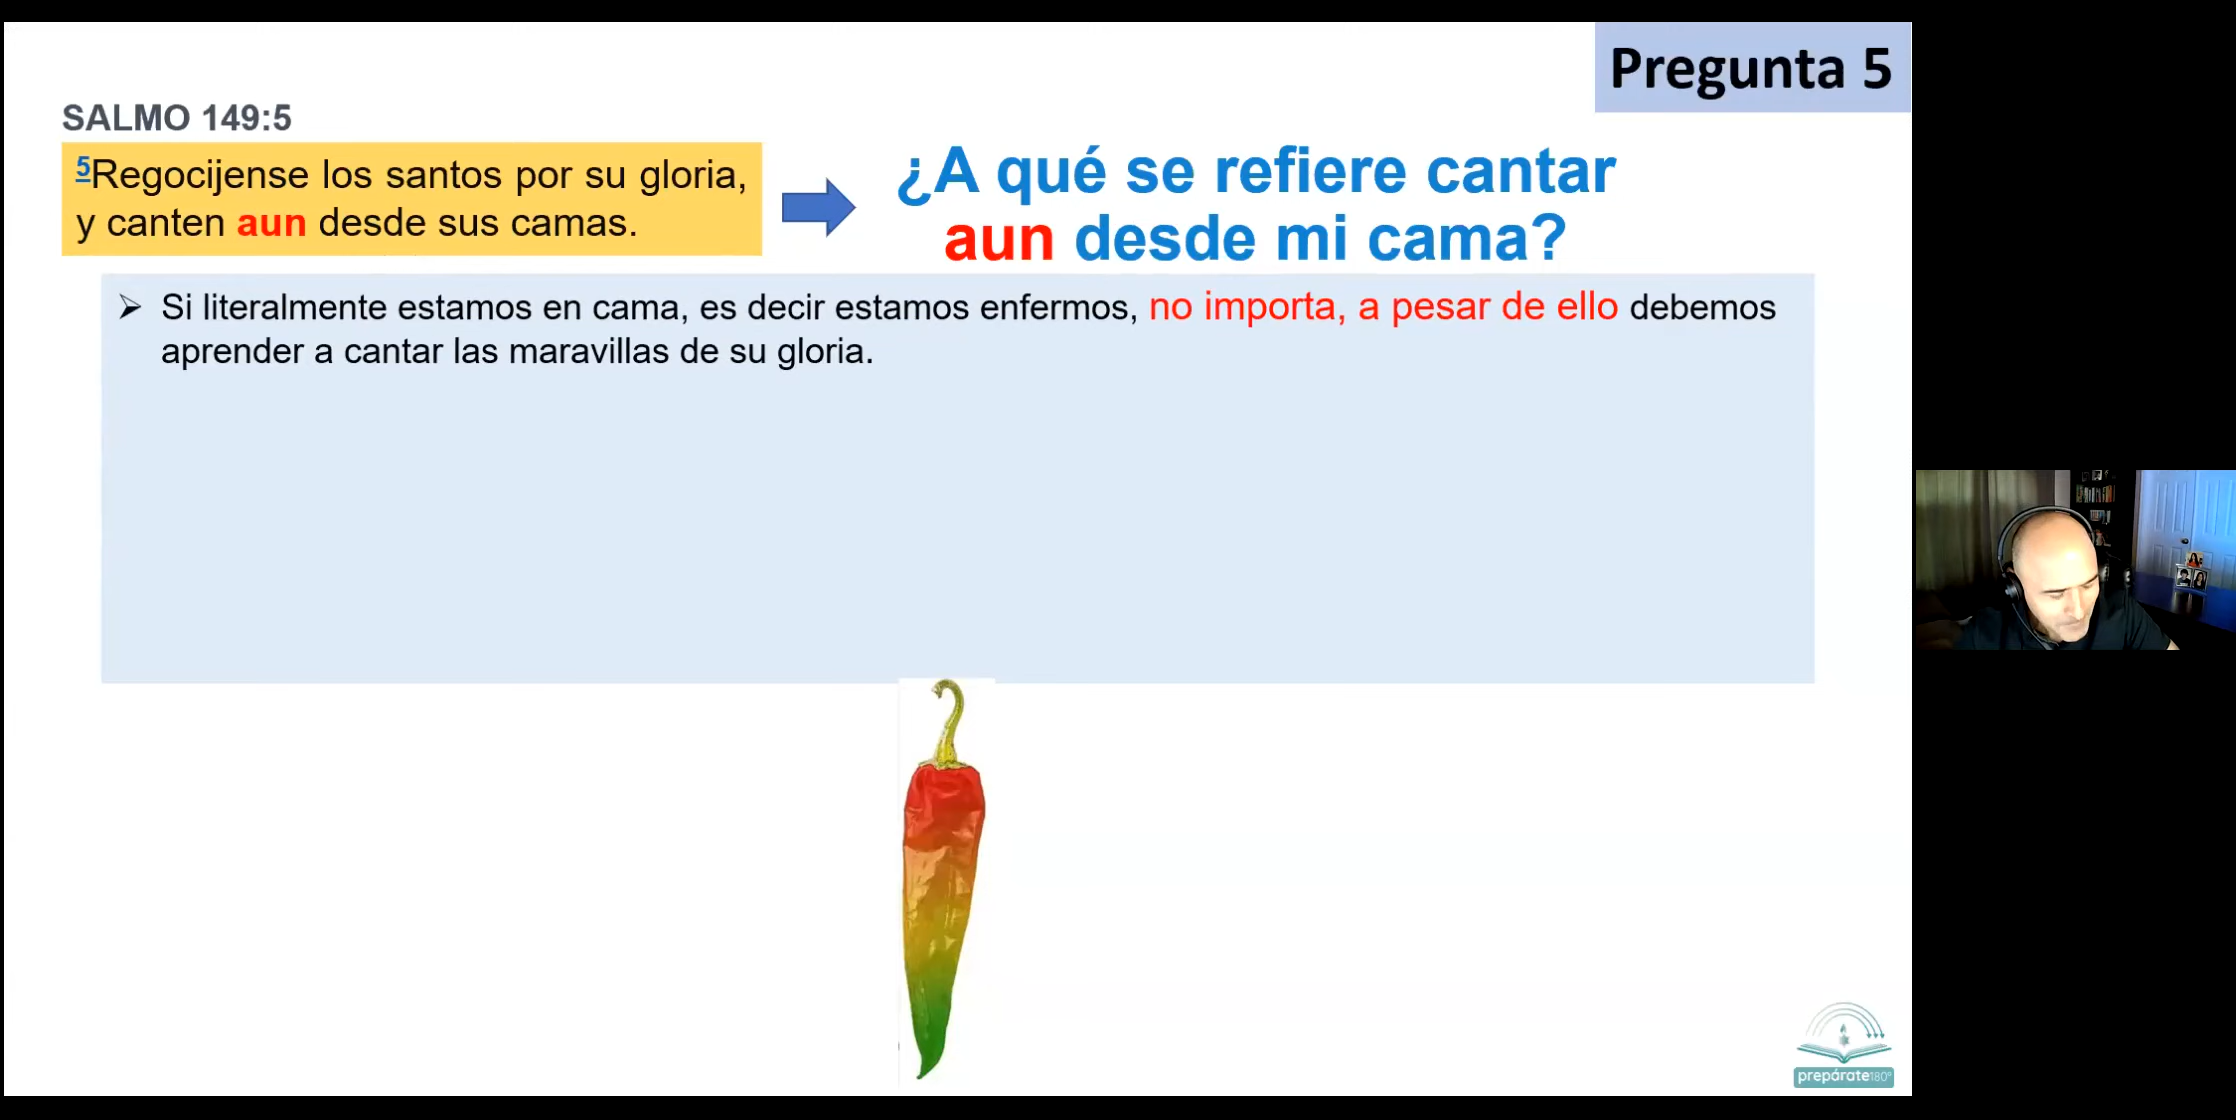 Pregunta 5
SALMO 149:5
5Regocijense los santos por su gloria,
y canten aun desde sus camas.
¿A qué se refiere cantar
aun desde mi cama?
Si literalmente estamos en cama, es decir estamos enfermos, no importa, a pesar de ello debemos
aprender a cantar las maravillas de su gloria.
prepárate180°